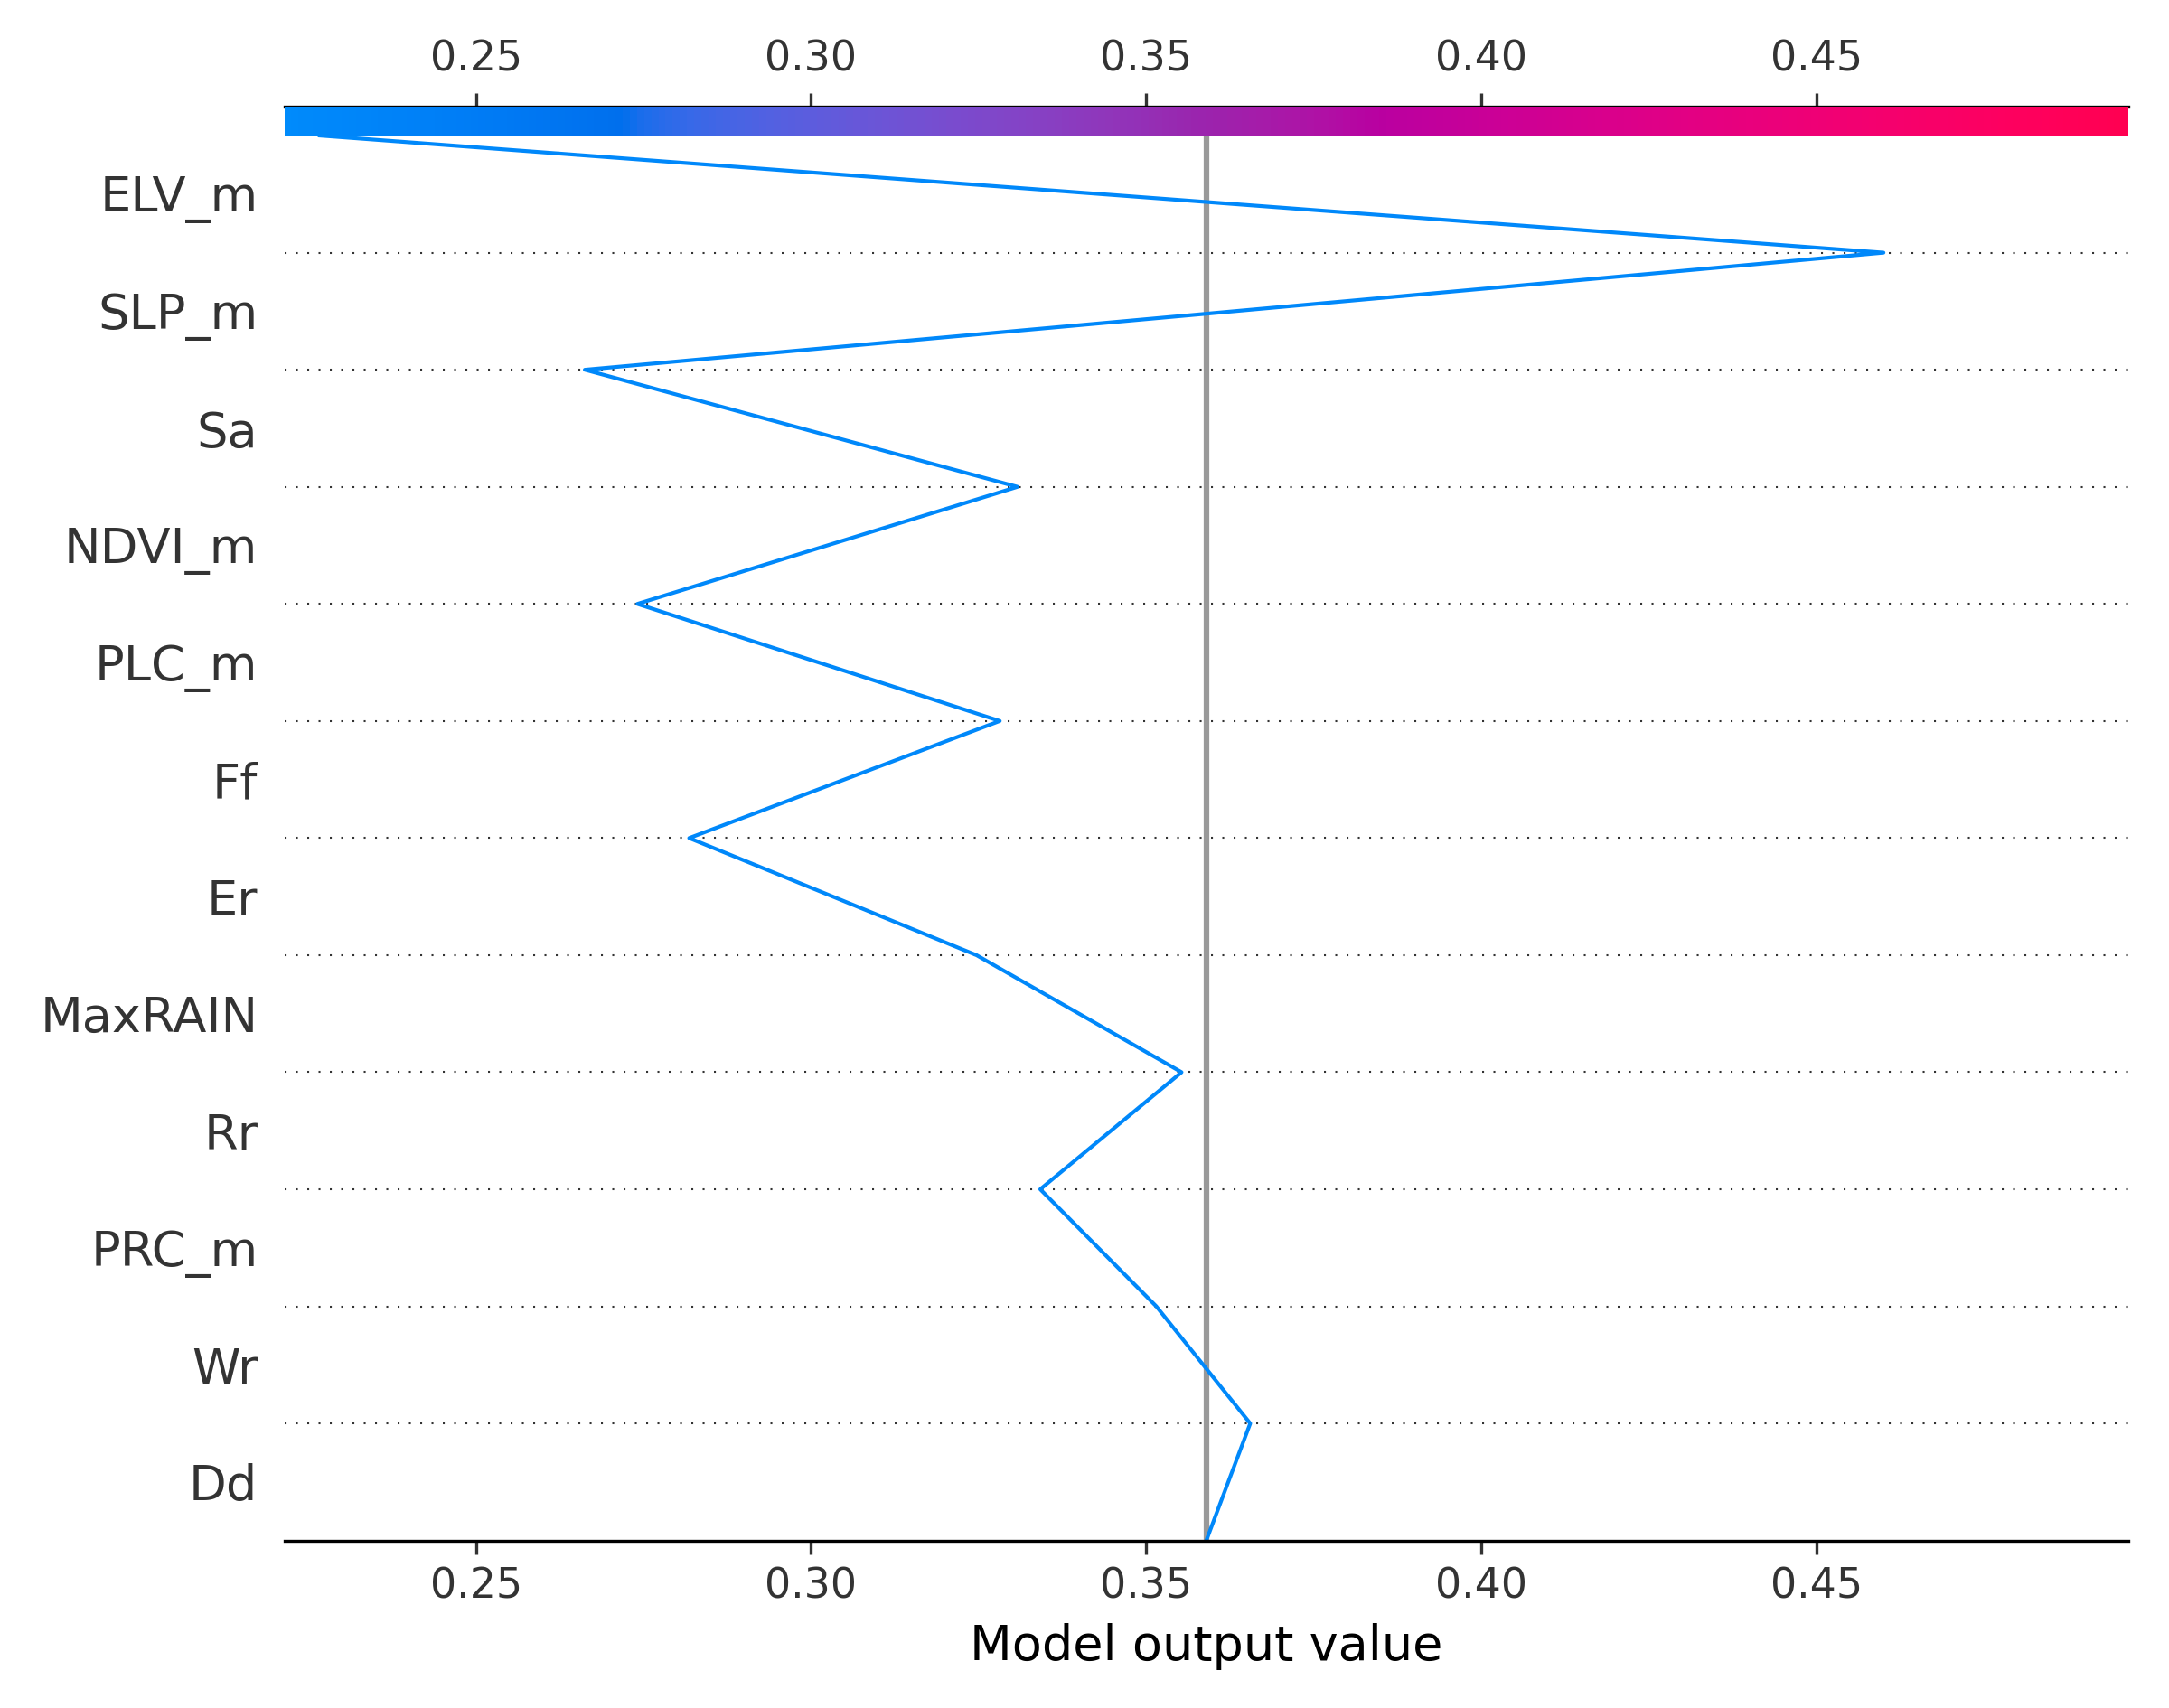 0.25 0.30 0.35 0.40 0.45
ELV_m
SLP_m
Sa
NDVI_m
PLC_m
Ff
Er
MaxRAIN
Rr
PRC_m
Wr
Dd
0.25 0.30 0.35 0.40 0.45
Model output value